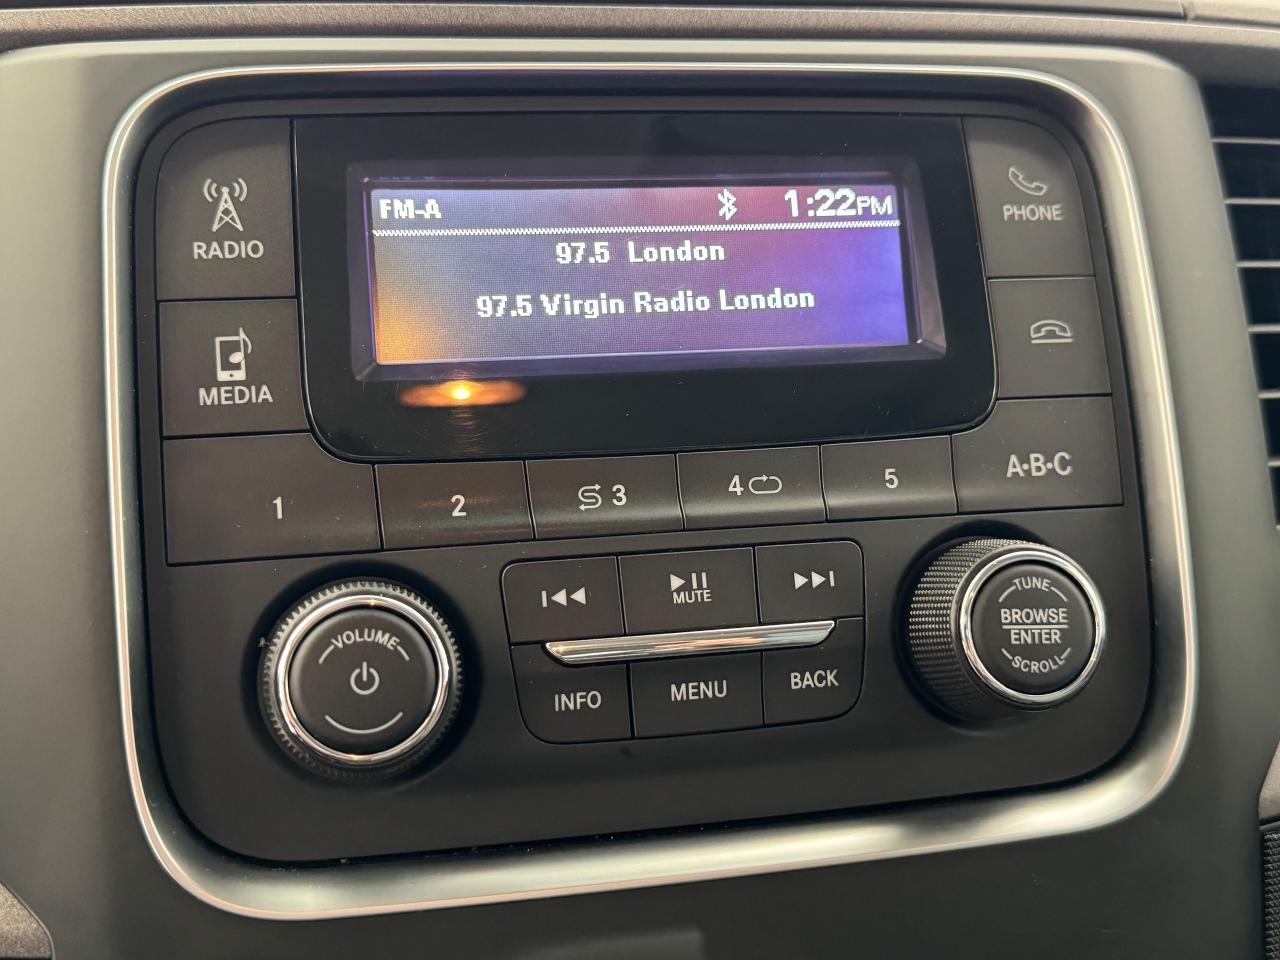 FM-A
1:22PM
97.5 London
97.5 Virgin Radio London
RADIO
PHONE
MEDIA
1
2
3
4
5
A·B·C
MUTE
VOLUME
INFO
MENU
BACK
TUNE
BROWSE
ENTER
SCROLL